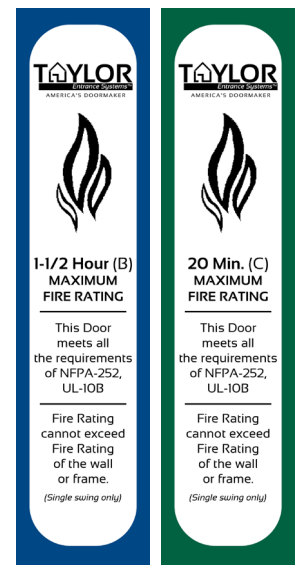 TAYLOR
Entrance Systems™
AMERICA'S DOORMAKER
1-1/2 Hour (B)
MAXIMUM
FIRE RATING
This Door
meets all
the requirements
of NFPA-252,
UL-10B
Fire Rating
cannot exceed
Fire Rating
of the wall
or frame.
(Single swing only)
TAYLOR
Entrance Systems™
AMERICA'S DOORMAKER
20 Min. (C)
MAXIMUM
FIRE RATING
This Door
meets all
the requirements
of NFPA-252,
UL-10B
Fire Rating
cannot exceed
Fire Rating
of the wall
or frame.
(Single swing only)